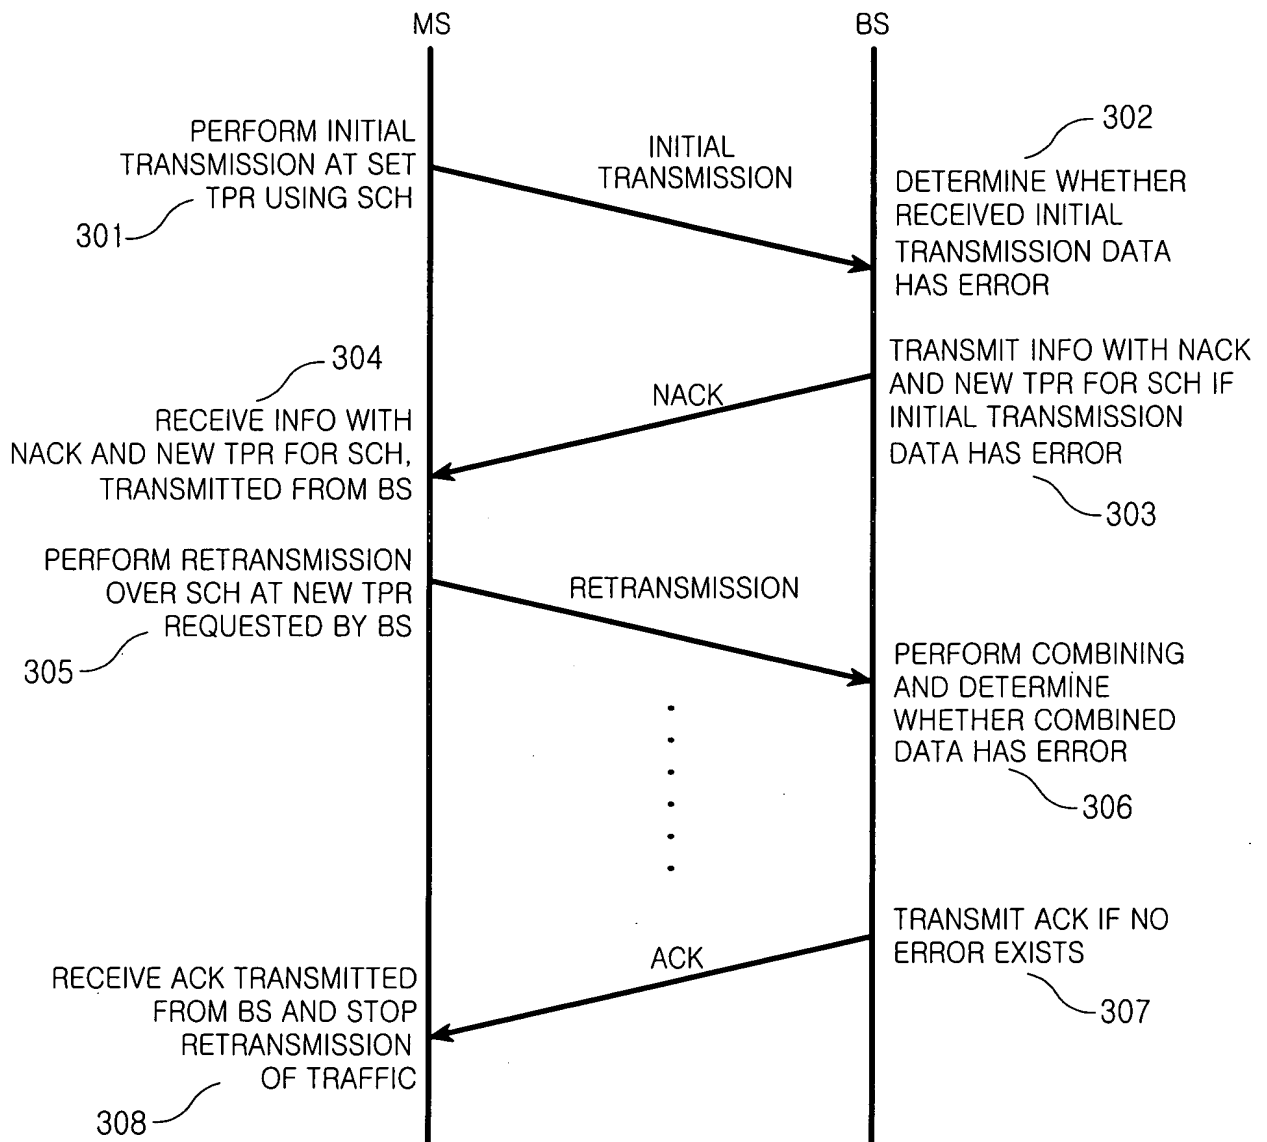 MS
BS
PERFORM INITIAL
TRANSMISSION AT SET
TPR USING SCH
301
INITIAL
TRANSMISSION
302
DETERMINE WHETHER
RECEIVED INITIAL
TRANSMISSION DATA
HAS ERROR
TRANSMIT INFO WITH NACK
AND NEW TPR FOR SCH IF
INITIAL TRANSMISSION
DATA HAS ERROR
303
NACK
304
RECEIVE INFO WITH
NACK AND NEW TPR FOR SCH,
TRANSMITTED FROM BS
PERFORM RETRANSMISSION
OVER SCH AT NEW TPR
REQUESTED BY BS
305
RETRANSMISSION
PERFORM COMBINING
AND DETERMINE
WHETHER COMBINED
DATA HAS ERROR
306
TRANSMIT ACK IF NO
ERROR EXISTS
307
ACK
RECEIVE ACK TRANSMITTED
FROM BS AND STOP
RETRANSMISSION
OF TRAFFIC
308